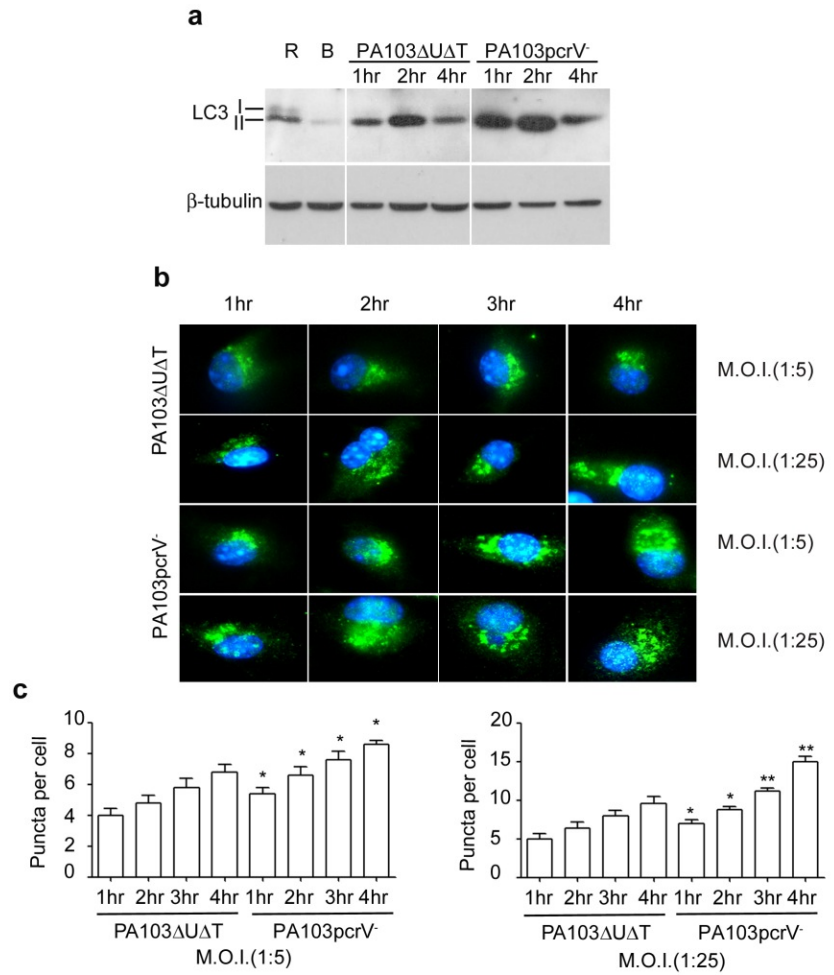 a
R B PA103ΔUΔT PA103pcrV⁻
1hr 2hr 4hr 1hr 2hr 4hr
LC3 I
II
β-tubulin
b
1hr 2hr 3hr 4hr
PA103ΔUΔT
M.O.I.(1:5)
M.O.I.(1:25)
PA103pcrV⁻
M.O.I.(1:5)
M.O.I.(1:25)
c
Puncta per cell
10
8
6
4
2
0
* * * *
1hr 2hr 3hr 4hr 1hr 2hr 3hr 4hr
PA103ΔUΔT PA103pcrV⁻
M.O.I.(1:5)
Puncta per cell
20
15
10
5
0
* * ** **
1hr 2hr 3hr 4hr 1hr 2hr 3hr 4hr
PA103ΔUΔT PA103pcrV⁻
M.O.I.(1:25)